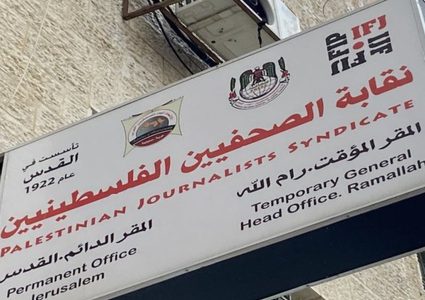 FIP IFJ
تأسست في
القدس
عام 1922
نقابة الصحفيين الفلسطينيين
PALESTINIAN JOURNALISTS SYNDICATE
المقر المؤقت.رام الله
Temporary General
Head Office. Ramallah
المقر الدائم.القدس
Permanent Office
Jerusalem